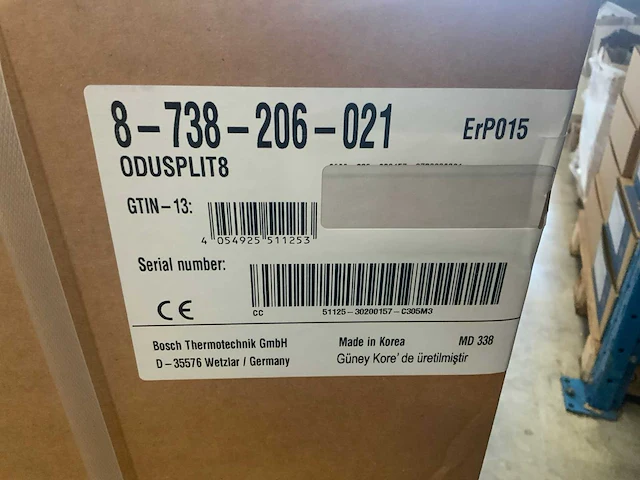 8-738-206-021
ErP015
ODUSPLIT8
GTIN-13:
4 054925 511253
Serial number:
CC 51125-30200157-C305M3
CE
Bosch Thermotechnik GmbH
D-35576 Wetzlar / Germany
Made in Korea
MD 338
Güney Kore'de üretilmiştir